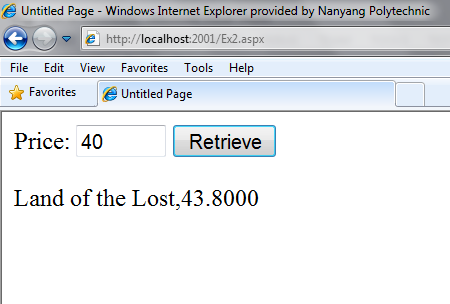 Untitled Page - Windows Internet Explorer provided by Nanyang Polytechnic
http://localhost:2001/Ex2.aspx
File Edit View Favorites Tools Help
Favorites Untitled Page
Price: 40 Retrieve
Land of the Lost,43.8000